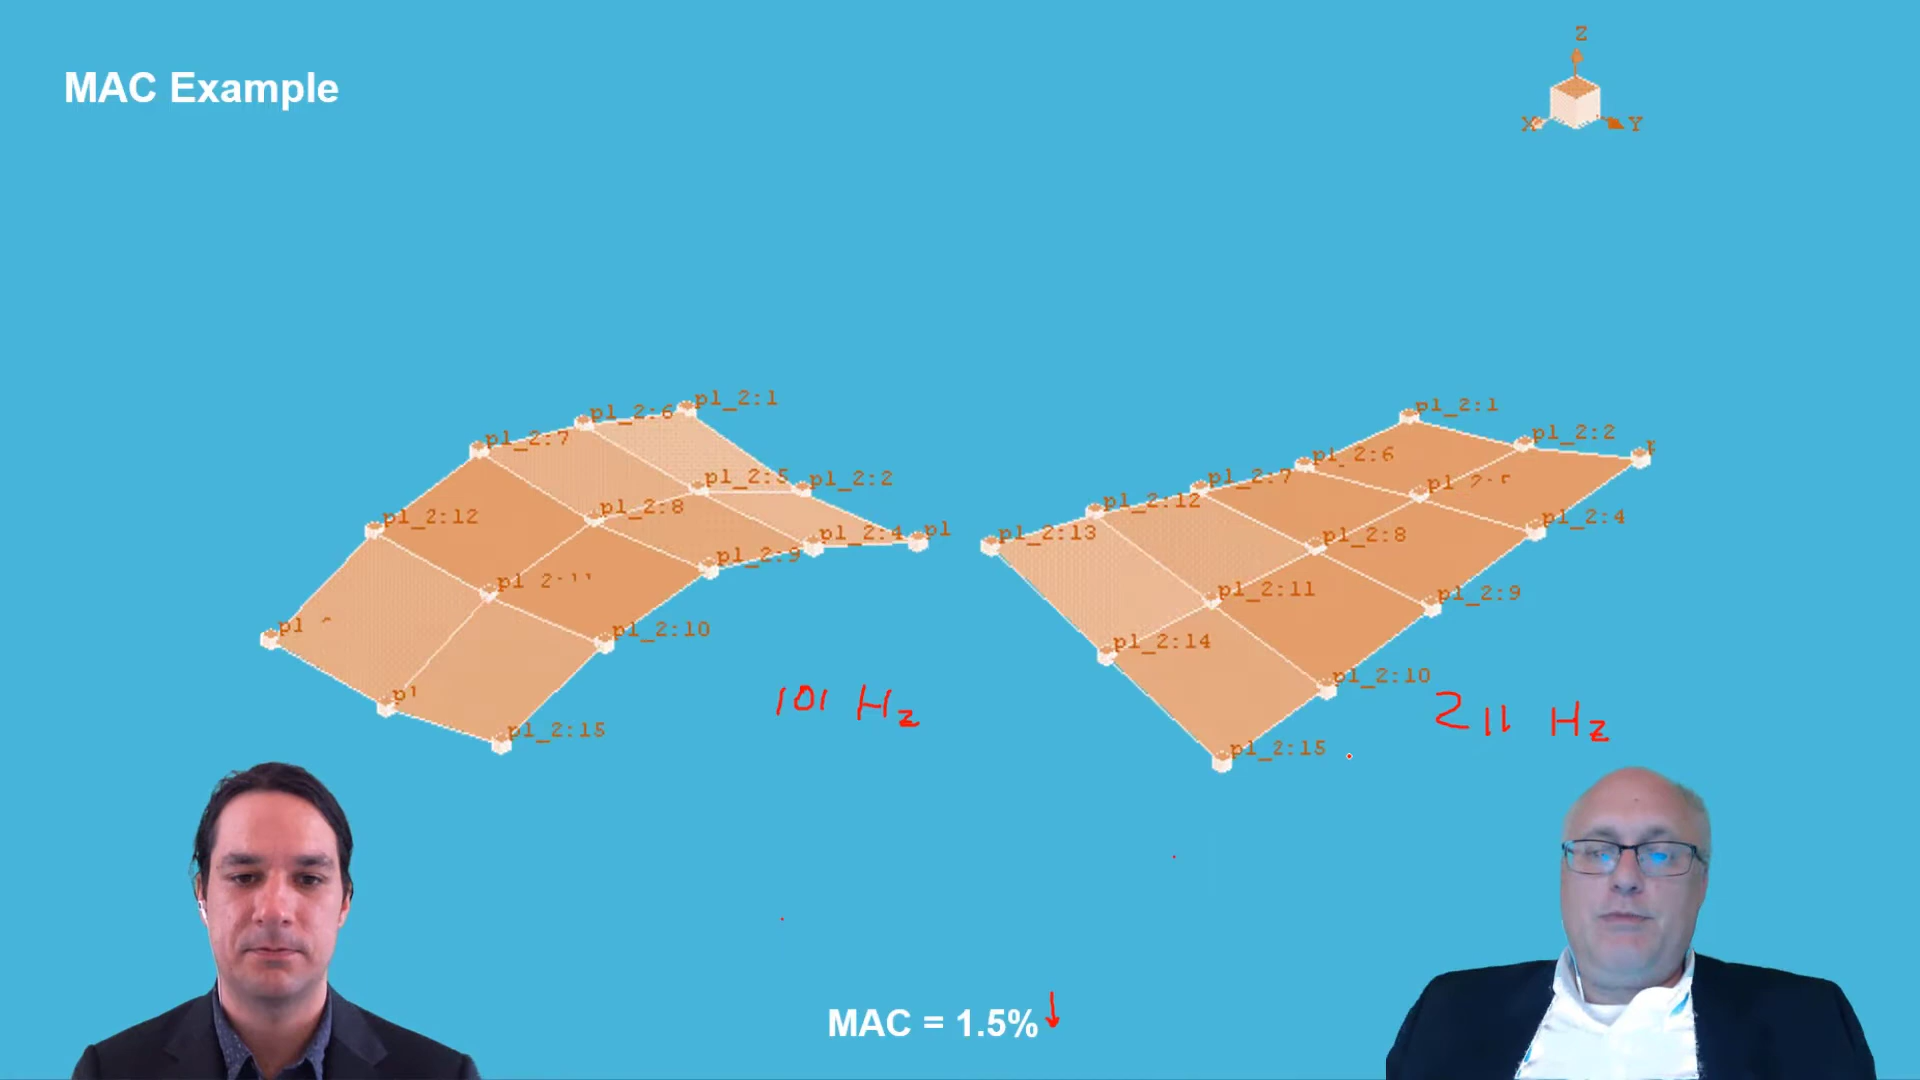 MAC Example
Z
X
Y
pl_2:1
pl_2:6
pl_2:7
pl_2:5
pl_2:2
pl_2:8
pl_2:12
pl_2:4
pl_2:9
pl_2:10
pl_2:15
101 Hz
pl_2:1
pl_2:2
pl_2:6
pl_2:7
pl_2:12
pl_2:4
pl_2:13
pl_2:8
pl_2:11
pl_2:9
pl_2:14
pl_2:10
pl_2:15
211 Hz
MAC = 1.5%